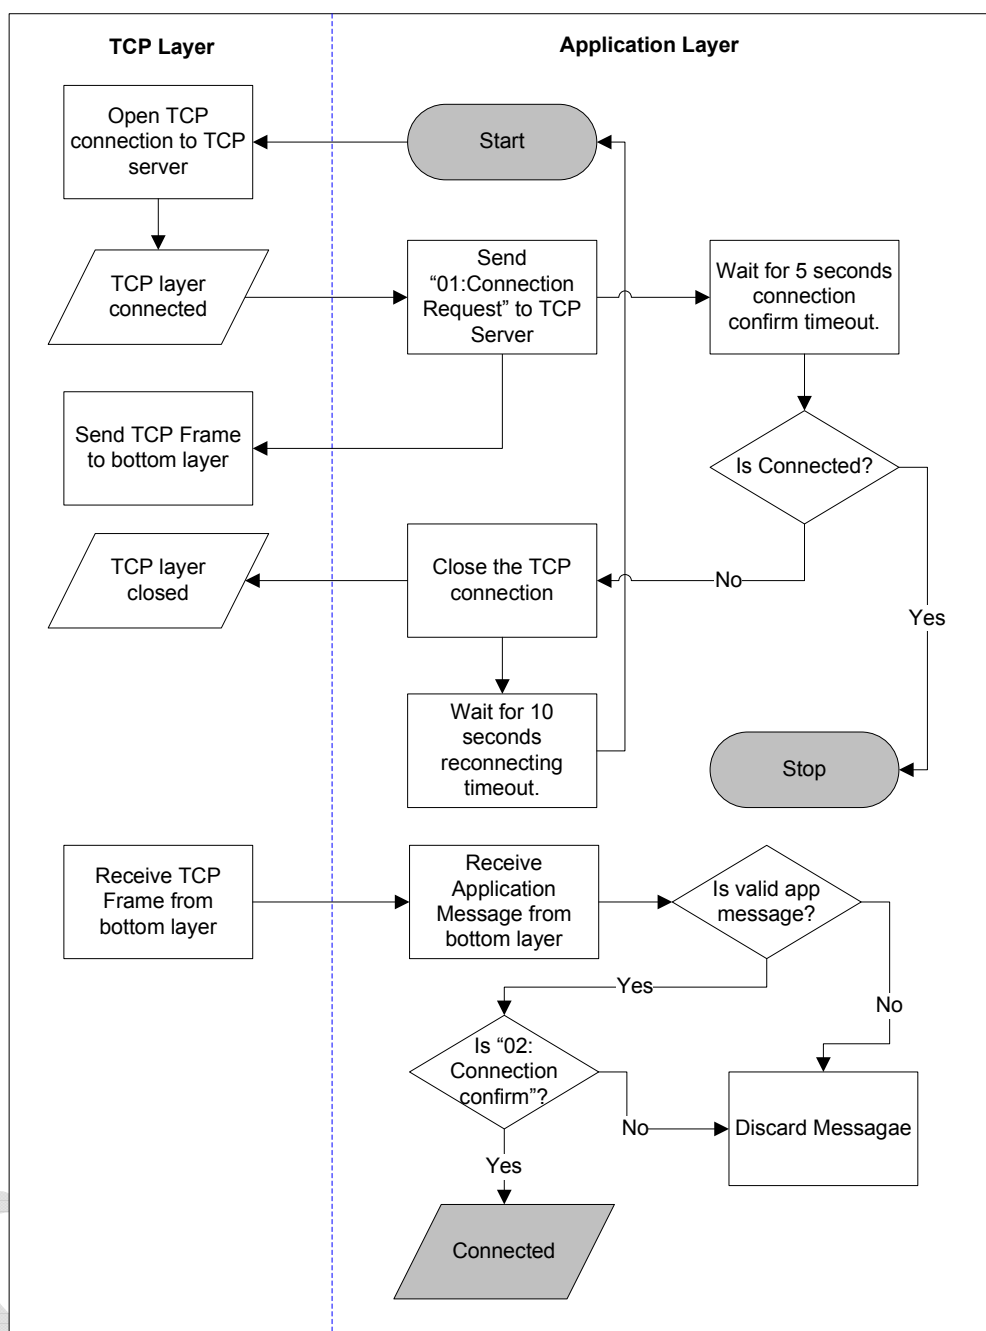 TCP Layer
Application Layer
Open TCP
connection to TCP
server
Start
TCP layer
connected
Send
“01:Connection
Request” to TCP
Server
Wait for 5 seconds
connection
confirm timeout.
Send TCP Frame
to bottom layer
Is Connected?
TCP layer
closed
Close the TCP
connection
No
Yes
Wait for 10
seconds
reconnecting
timeout.
Stop
Receive TCP
Frame from
bottom layer
Receive
Application
Message from
bottom layer
Is valid app
message?
Yes
No
Is “02:
Connection
confirm”?
No
Discard Messagae
Yes
Connected